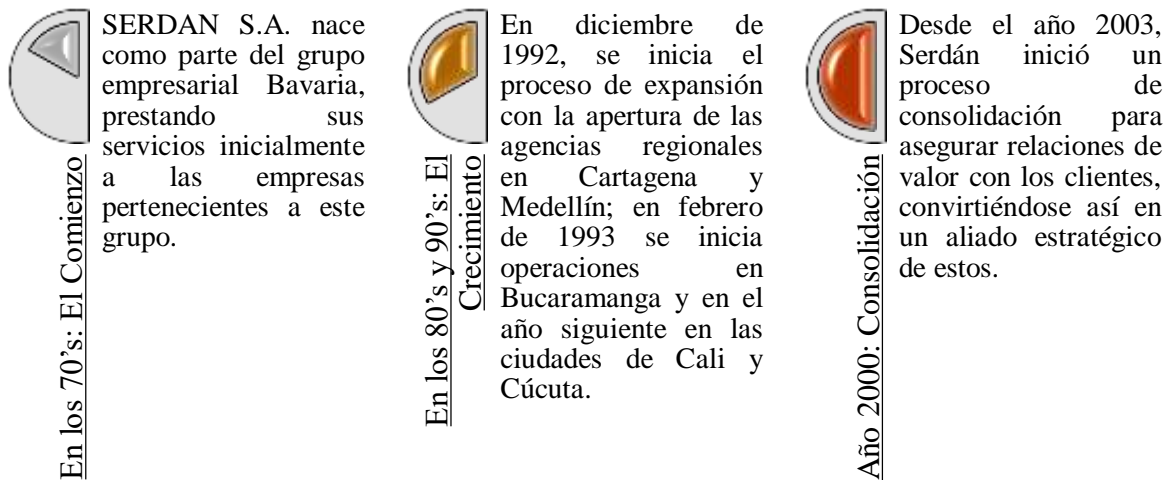 En los 70’s: El Comienzo
SERDAN S.A. nace
como parte del grupo
empresarial Bavaria,
prestando sus
servicios inicialmente
a las empresas
pertenecientes a este
grupo.
En los 80’s y 90’s: El
Crecimiento
En diciembre de
1992, se inicia el
proceso de expansión
con la apertura de las
agencias regionales
en Cartagena y
Medellín; en febrero
de 1993 se inicia
operaciones en
Bucaramanga y en el
año siguiente en las
ciudades de Cali y
Cúcuta.
Año 2000: Consolidación
Desde el año 2003,
Serdán inició un
proceso de
consolidación para
asegurar relaciones de
valor con los clientes,
convirtiéndose así en
un aliado estratégico
de estos.